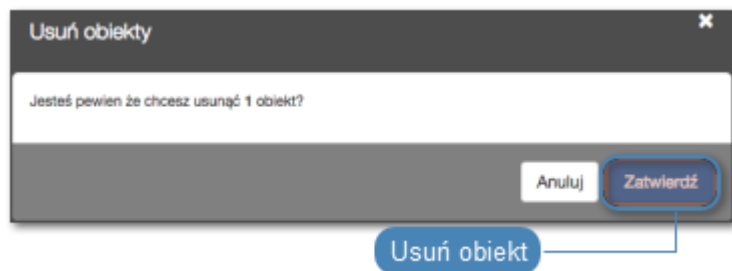 Usuń obiekty
Jesteś pewien że chcesz usunąć 1 obiekt?
Anuluj
Zatwierdź
Usuń obiekt